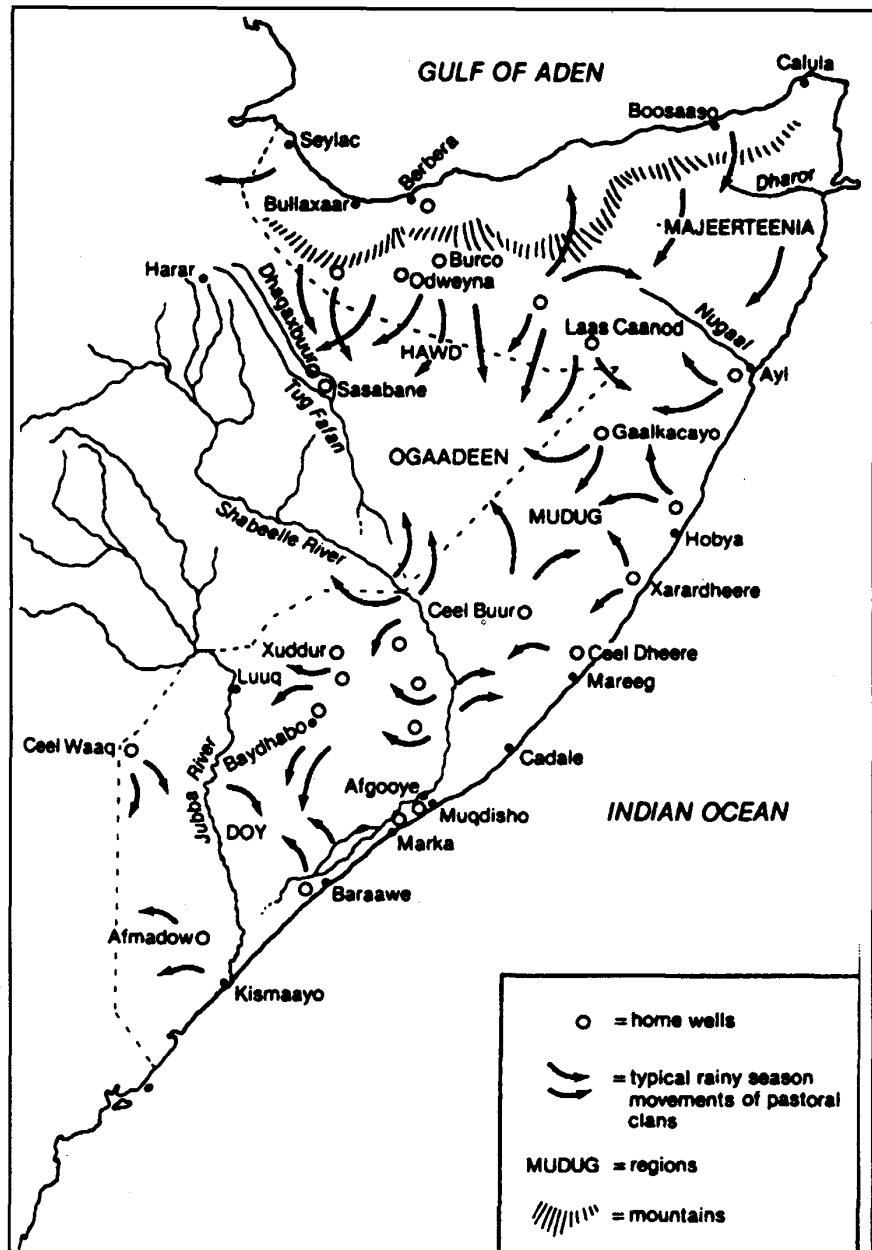 GULF OF ADEN
Calula
Boosaaso
Seylac
Berbera
Bullaxaar
Dharor
MAJEERTEENIA
Harar
Burco
Odweyna
Dhagaxbuur
Laas Caanod
Nugaal
HAWD
Ayl
Sasabane
Tug Fafan
Gaalkacayo
OGAADEEN
Shabeelle River
MUDUG
Hobya
Xarardheere
Ceel Buur
Xuddur
Ceel Dheere
Luuq
Mareeg
Baydhabo
Ceel Waaq
Cadale
Jubba River
Afgooye
Muqdisho
INDIAN OCEAN
DOY
Marka
Baraawe
Afmadow
Kismaayo
= home wells
= typical rainy season
movements of pastoral
clans
MUDUG = regions
= mountains